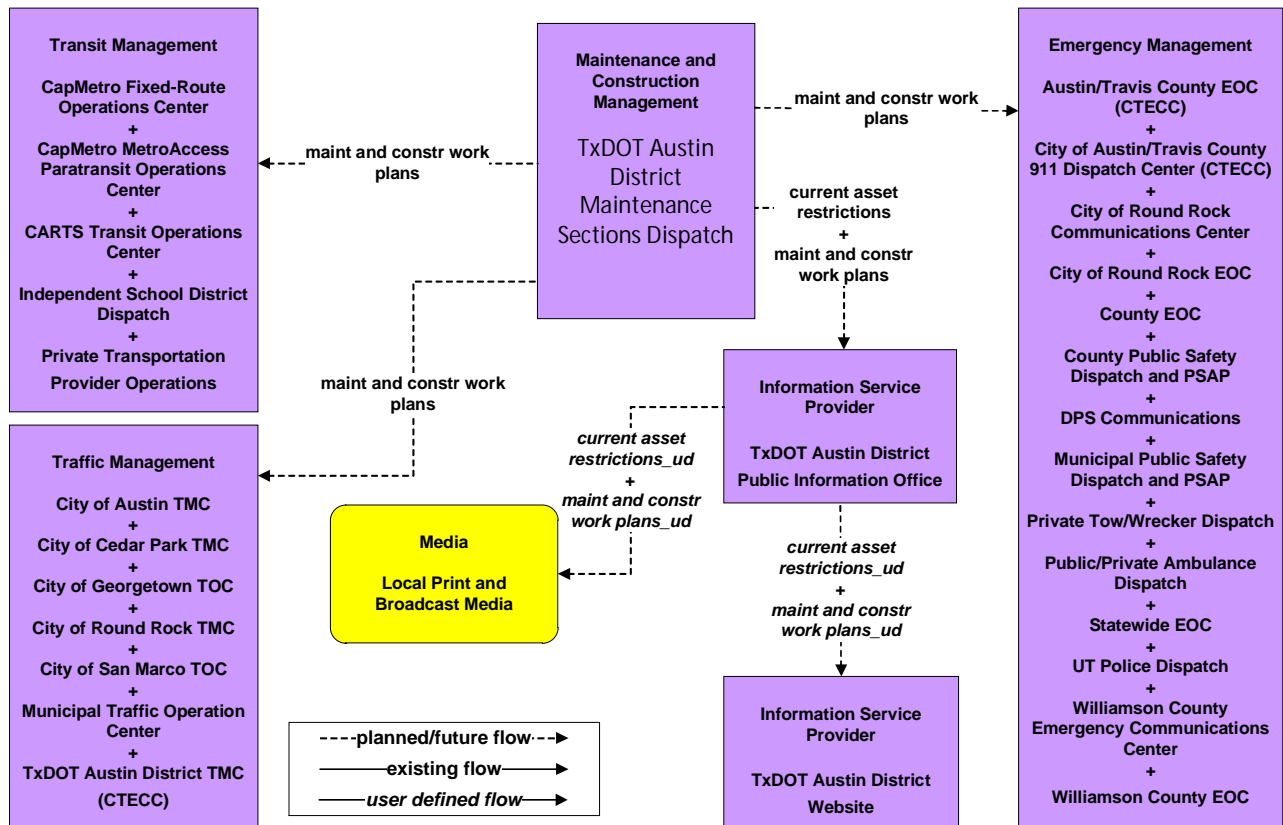 Transit Management
CapMetro Fixed-Route
Operations Center
+
CapMetro MetroAccess
Paratransit Operations
Center
+
CARTS Transit Operations
Center
+
Independent School District
Dispatch
+
Private Transportation
Provider Operations
Traffic Management
City of Austin TMC
+
City of Cedar Park TMC
+
City of Georgetown TOC
+
City of Round Rock TMC
+
City of San Marco TOC
+
Municipal Traffic Operation
Center
+
TxDOT Austin District TMC
(CTECC)
maint and constr work
plans
maint and constr work
plans
Maintenance and
Construction
Management
TxDOT Austin
District
Maintenance
Sections Dispatch
maint and constr work
plans
current asset
restrictions
+
maint and constr
work plans
Information Service
Provider
TxDOT Austin District
Public Information Office
current asset
restrictions_ud
+
maint and constr
work plans_ud
Media
Local Print and
Broadcast Media
current asset
restrictions_ud
+
maint and constr
work plans_ud
Information Service
Provider
TxDOT Austin District
Website
planned/future flow
existing flow
user defined flow
Emergency Management
Austin/Travis County EOC
(CTECC)
+
City of Austin/Travis County
911 Dispatch Center (CTECC)
+
City of Round Rock
Communications Center
+
City of Round Rock EOC
+
County EOC
+
County Public Safety
Dispatch and PSAP
+
DPS Communications
+
Municipal Public Safety
Dispatch and PSAP
+
Private Tow/Wrecker Dispatch
+
Public/Private Ambulance
Dispatch
+
Statewide EOC
+
UT Police Dispatch
+
Williamson County
Emergency Communications
Center
+
Williamson County EOC